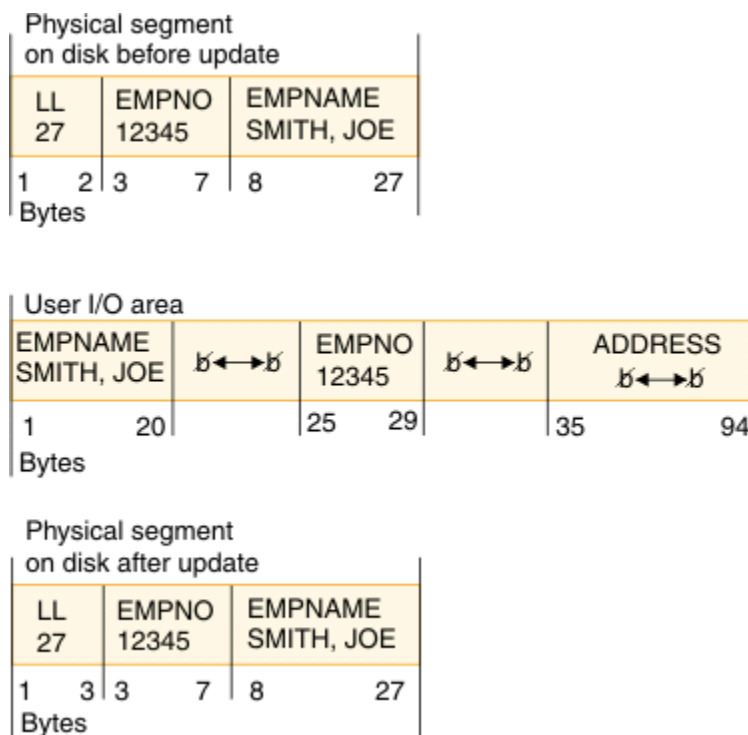 Physical segment
on disk before update
LL EMPNO EMPNAME
27 12345 SMITH, JOE
1 2 3 7 8 27
Bytes
User I/O area
EMPNAME EMPNO ADDRESS
SMITH, JOE b̸↔b̸ 12345 b̸↔b̸ b̸↔b̸
1 20 25 29 35 94
Bytes
Physical segment
on disk after update
LL EMPNO EMPNAME
27 12345 SMITH, JOE
1 3 3 7 8 27
Bytes